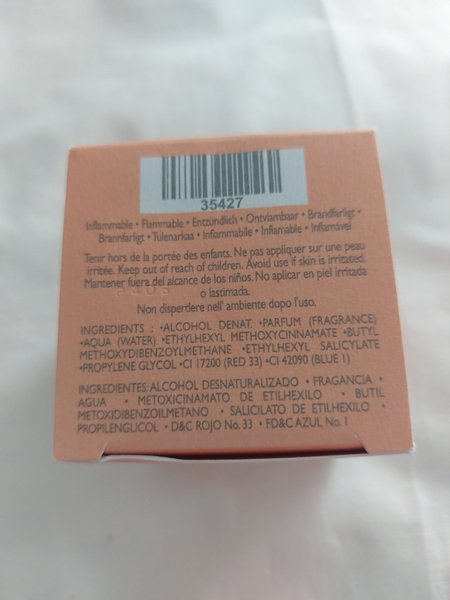 35427
Inflammable • Flammable • Entzündlich • Ontvlambaar • Brandfarligt •
Brannfarligt • Tulenarkaa • Infiammabile • Inflamable • Inflamável
Tenir hors de la portée des enfants. Ne pas appliquer sur une peau
irritée. Keep out of reach of children. Avoid use if skin is irritated.
Mantener fuera del alcance de los niños. No aplicar en piel irritada
o lastimada.
Non disperdere nell' ambiente dopo l'uso.
INGREDIENTS : •ALCOHOL DENAT. •PARFUM (FRAGRANCE)
•AQUA (WATER) •ETHYLHEXYL METHOXYCINNAMATE •BUTYL
METHOXYDIBENZOYLMETHANE •ETHYLHEXYL SALICYLATE
•PROPYLENE GLYCOL •CI 17200 (RED 33) •CI 42090 (BLUE 1)
INGREDIENTES: ALCOHOL DESNATURALIZADO • FRAGANCIA •
AGUA • METOXICINAMATO DE ETILHEXILO • BUTIL
METOXIDIBENZOILMETANO • SALICILATO DE ETILHEXILO •
PROPILENGLICOL • D&C ROJO No. 33 • FD&C AZUL No. 1